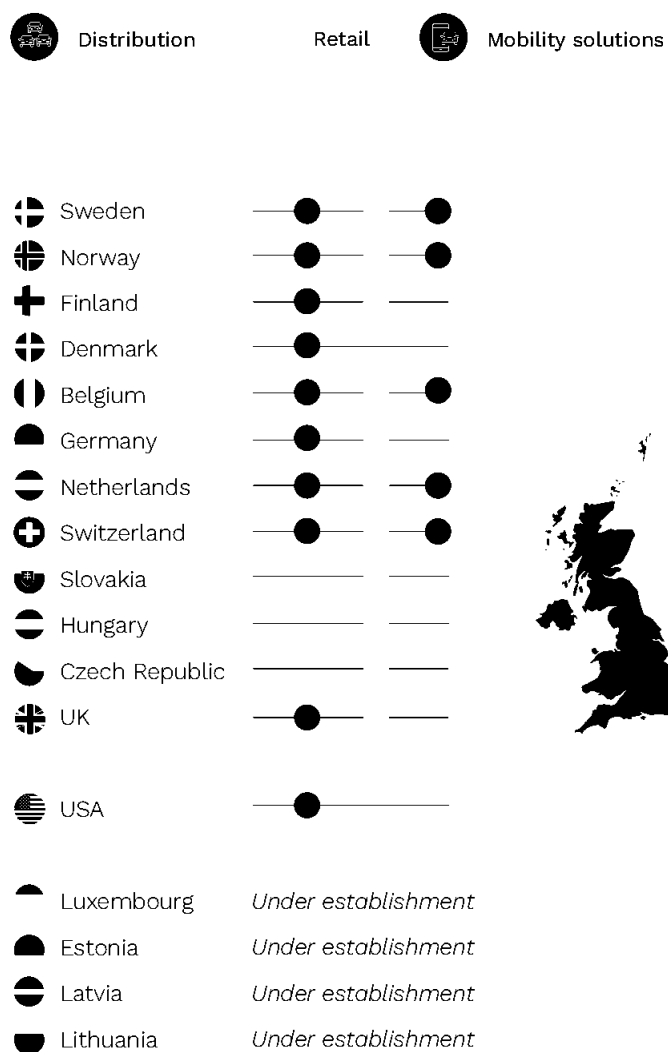 Distribution Retail Mobility solutions
Sweden
Norway
Finland
Denmark
Belgium
Germany
Netherlands
Switzerland
Slovakia
Hungary
Czech Republic
UK
USA
Luxembourg Under establishment
Estonia Under establishment
Latvia Under establishment
Lithuania Under establishment